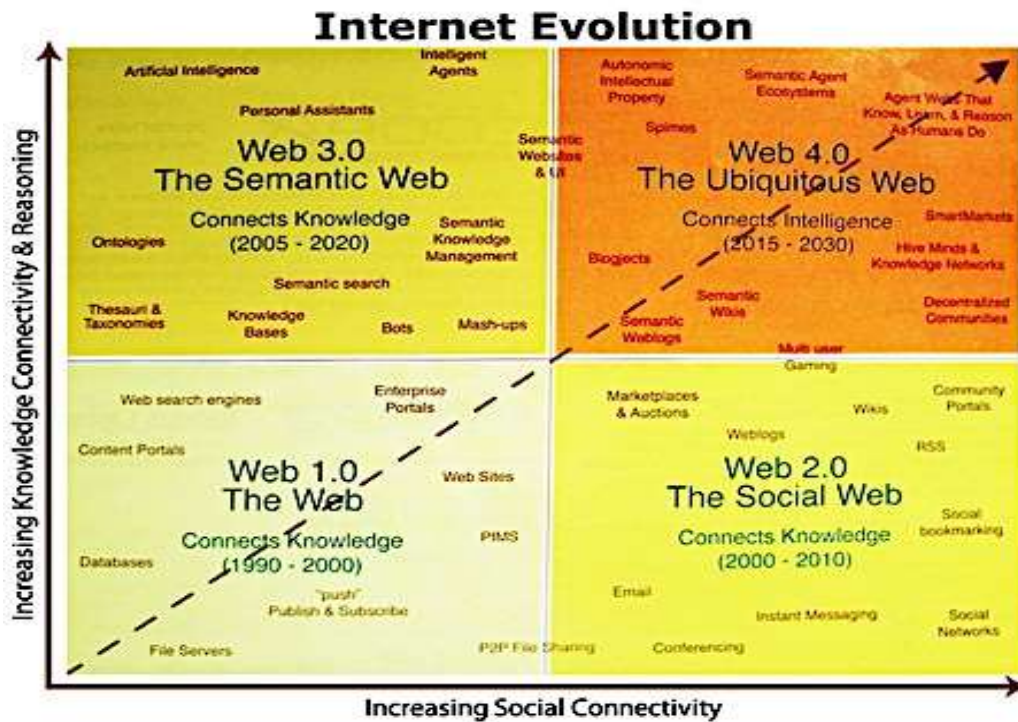 Internet Evolution
Increasing Knowledge Connectivity & Reasoning
Artificial Intelligence
Intelligent
Agents
Personal Assistants
Semantic
Websites
& UI
Web 3.0
The Semantic Web
Connects Knowledge
(2005 - 2020)
Ontologies
Semantic
Knowledge
Management
Semantic search
Thesauri &
Taxonomies
Knowledge
Bases
Bots
Mash-ups
Autonomic
Intellectual
Property
Semantic Agent
Ecosystems
Agent Webs That
Know, Learn, & Reason
As Humans Do
Spimes
Web 4.0
The Ubiquitous Web
Connects Intelligence
(2015 - 2030)
SmartMarkets
Blogjects
Hive Minds &
Knowledge Networks
Semantic
Wikis
Semantic
Weblogs
Decentralized
Communities
Multi user
Gaming
Web search engines
Enterprise
Portals
Content Portals
Web 1.0
The Web
Web Sites
Connects Knowledge
(1990 - 2000)
PIMS
Databases
"push"
Publish & Subscribe
File Servers
P2P File Sharing
Marketplaces
& Auctions
Wikis
Community
Portals
Weblogs
RSS
Web 2.0
The Social Web
Connects Knowledge
(2000 - 2010)
Social
bookmarking
Email
Instant Messaging
Social
Networks
Conferencing
Increasing Social Connectivity